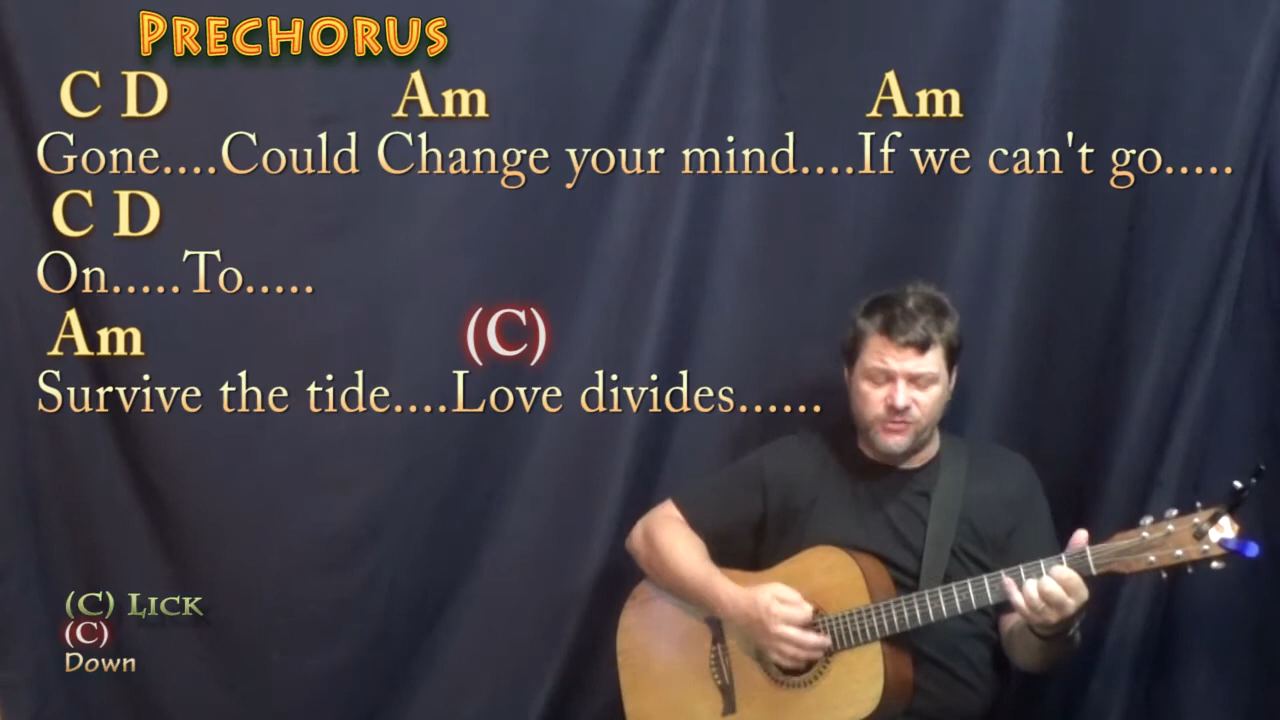 PRECHORUS
C D Am Am
Gone....Could Change your mind....If we can't go.....
C D
On.....To.....
Am (C)
Survive the tide....Love divides......
(C) LICK
(C)
Down